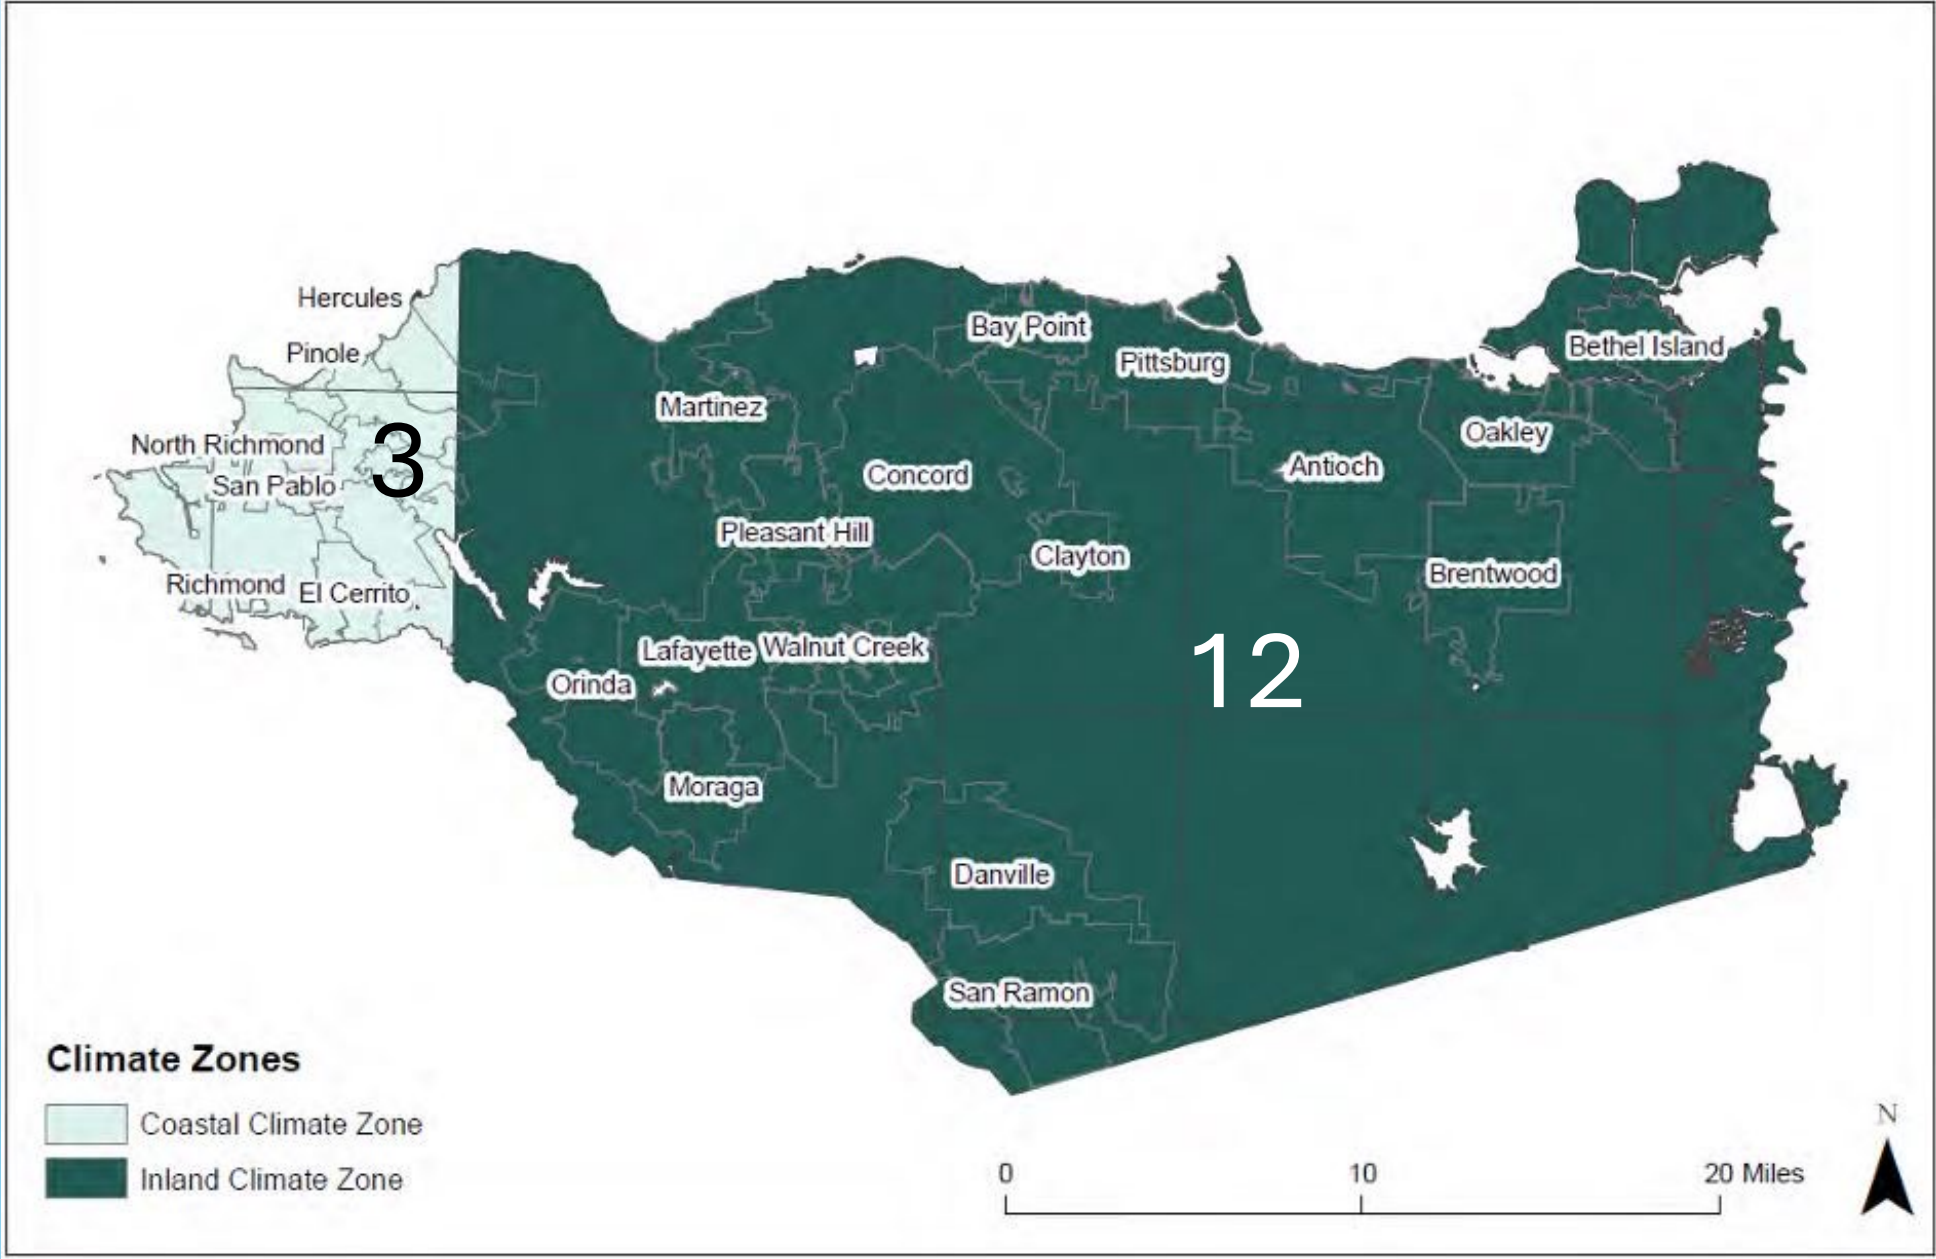 Hercules
Bay Point
Pinole
Bethel Island
Pittsburg
Martinez
North Richmond
3
Oakley
Antioch
Concord
San Pablo
Pleasant Hill
Clayton
Brentwood
Richmond
El Cerrito
Lafayette
Walnut Creek
12
Orinda
Moraga
Danville
San Ramon
Climate Zones
Coastal Climate Zone
Inland Climate Zone
0 10 20 Miles
N